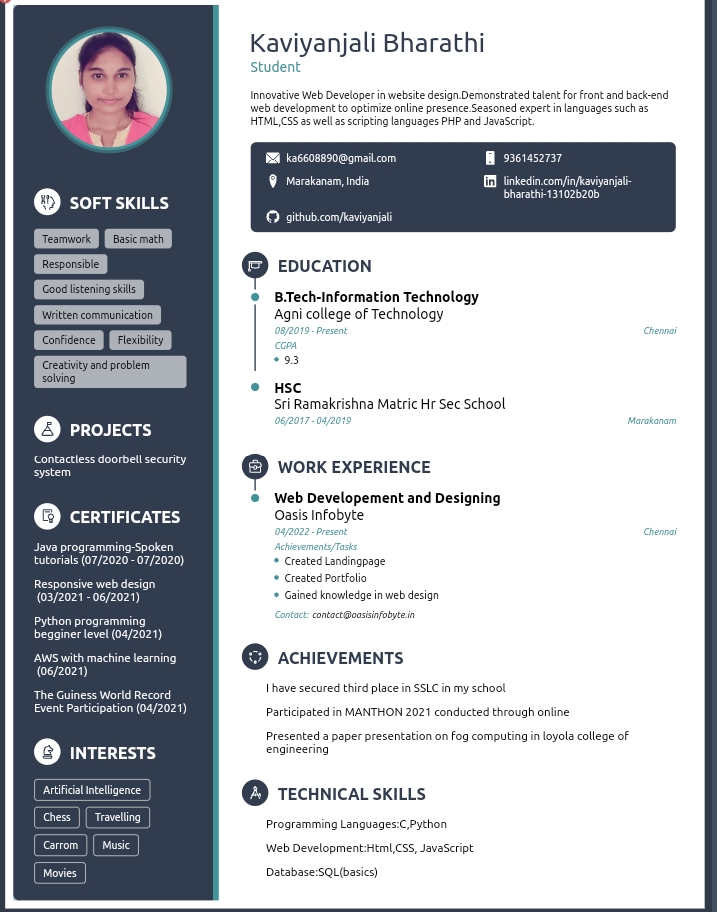 Kaviyanjali Bharathi
Student
Innovative Web Developer in website design.Demonstrated talent for front and back-end
web development to optimize online presence.Seasoned expert in languages such as
HTML,CSS as well as scripting languages PHP and JavaScript.
ka6608890@gmail.com
9361452737
Marakanam, India
linkedin.com/in/kaviyanjali-
bharathi-13102b20b
github.com/kaviyanjali
SOFT SKILLS
Teamwork
Basic math
Responsible
Good listening skills
Written communication
Confidence
Flexibility
Creativity and problem
solving
PROJECTS
Contactless doorbell security
system
CERTIFICATES
Java programming-Spoken
tutorials (07/2020 - 07/2020)
Responsive web design
(03/2021 - 06/2021)
Python programming
begginer level (04/2021)
AWS with machine learning
(06/2021)
The Guiness World Record
Event Participation (04/2021)
INTERESTS
Artificial Intelligence
Chess
Travelling
Carrom
Music
Movies
EDUCATION
B.Tech-Information Technology
Agni college of Technology
08/2019 - Present
Chennai
CGPA
9.3
HSC
Sri Ramakrishna Matric Hr Sec School
06/2017 - 04/2019
Marakanam
WORK EXPERIENCE
Web Developement and Designing
Oasis Infobyte
04/2022 - Present
Chennai
Achievements/Tasks
Created Landingpage
Created Portfolio
Gained knowledge in web design
Contact: contact@oasisinfobyte.in
ACHIEVEMENTS
I have secured third place in SSLC in my school
Participated in MANTHON 2021 conducted through online
Presented a paper presentation on fog computing in loyola college of
engineering
TECHNICAL SKILLS
Programming Languages:C,Python
Web Development:Html,CSS, JavaScript
Database:SQL(basics)